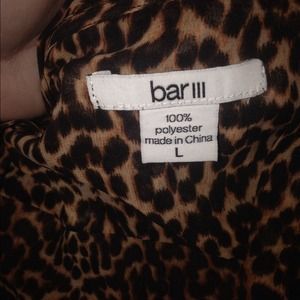 bar III
100%
polyester
made in China
L